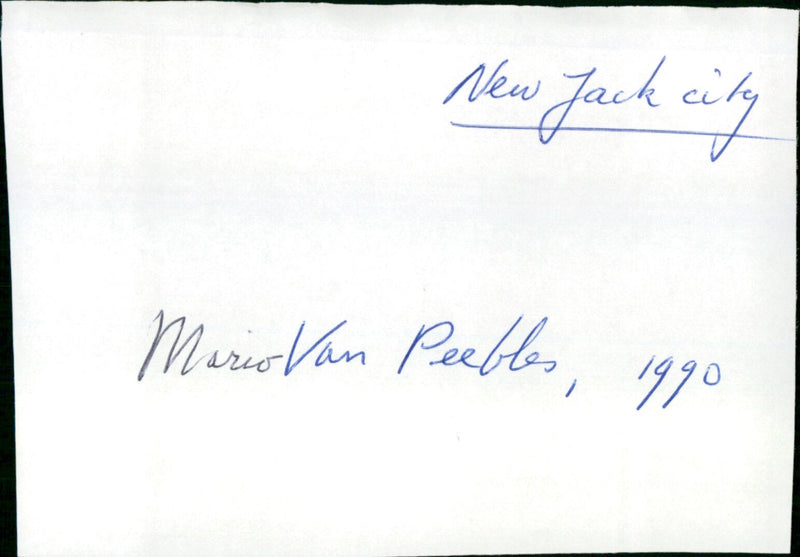 New Jack city
Mario Van Peebles, 1990